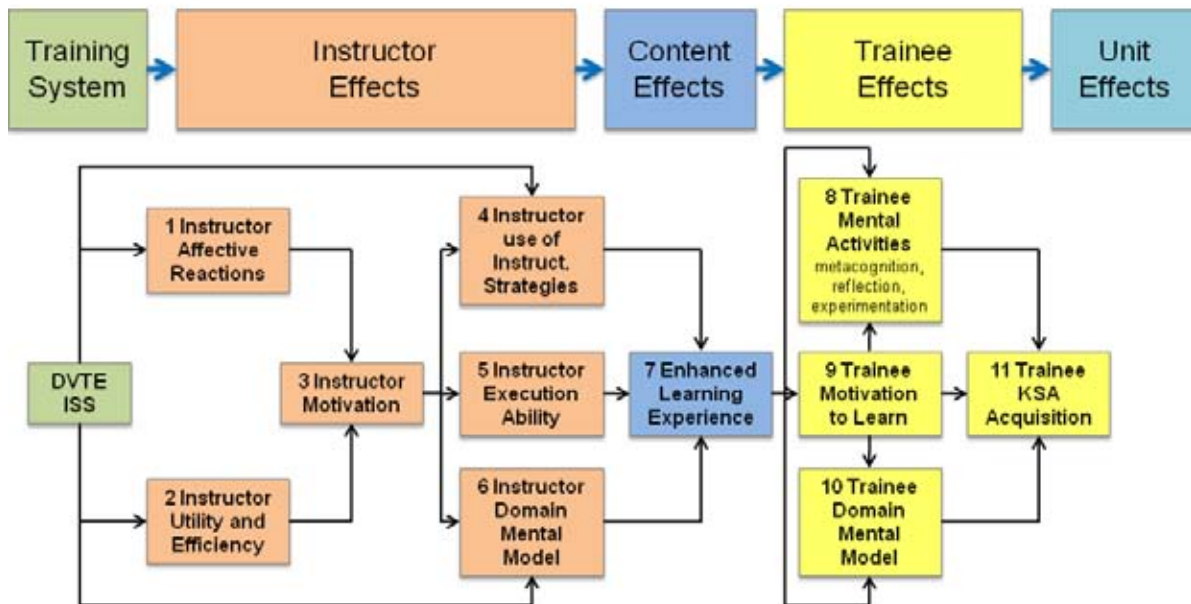 Training
System
Instructor
Effects
Content
Effects
Trainee
Effects
Unit
Effects
1 Instructor
Affective
Reactions
4 Instructor
use of
Instruct.
Strategies
8 Trainee
Mental
Activities
metacognition,
reflection,
experimentation
DVTE
ISS
3 Instructor
Motivation
5 Instructor
Execution
Ability
7 Enhanced
Learning
Experience
9 Trainee
Motivation
to Learn
11 Trainee
KSA
Acquisition
2 Instructor
Utility and
Efficiency
6 Instructor
Domain
Mental
Model
10 Trainee
Domain
Mental
Model